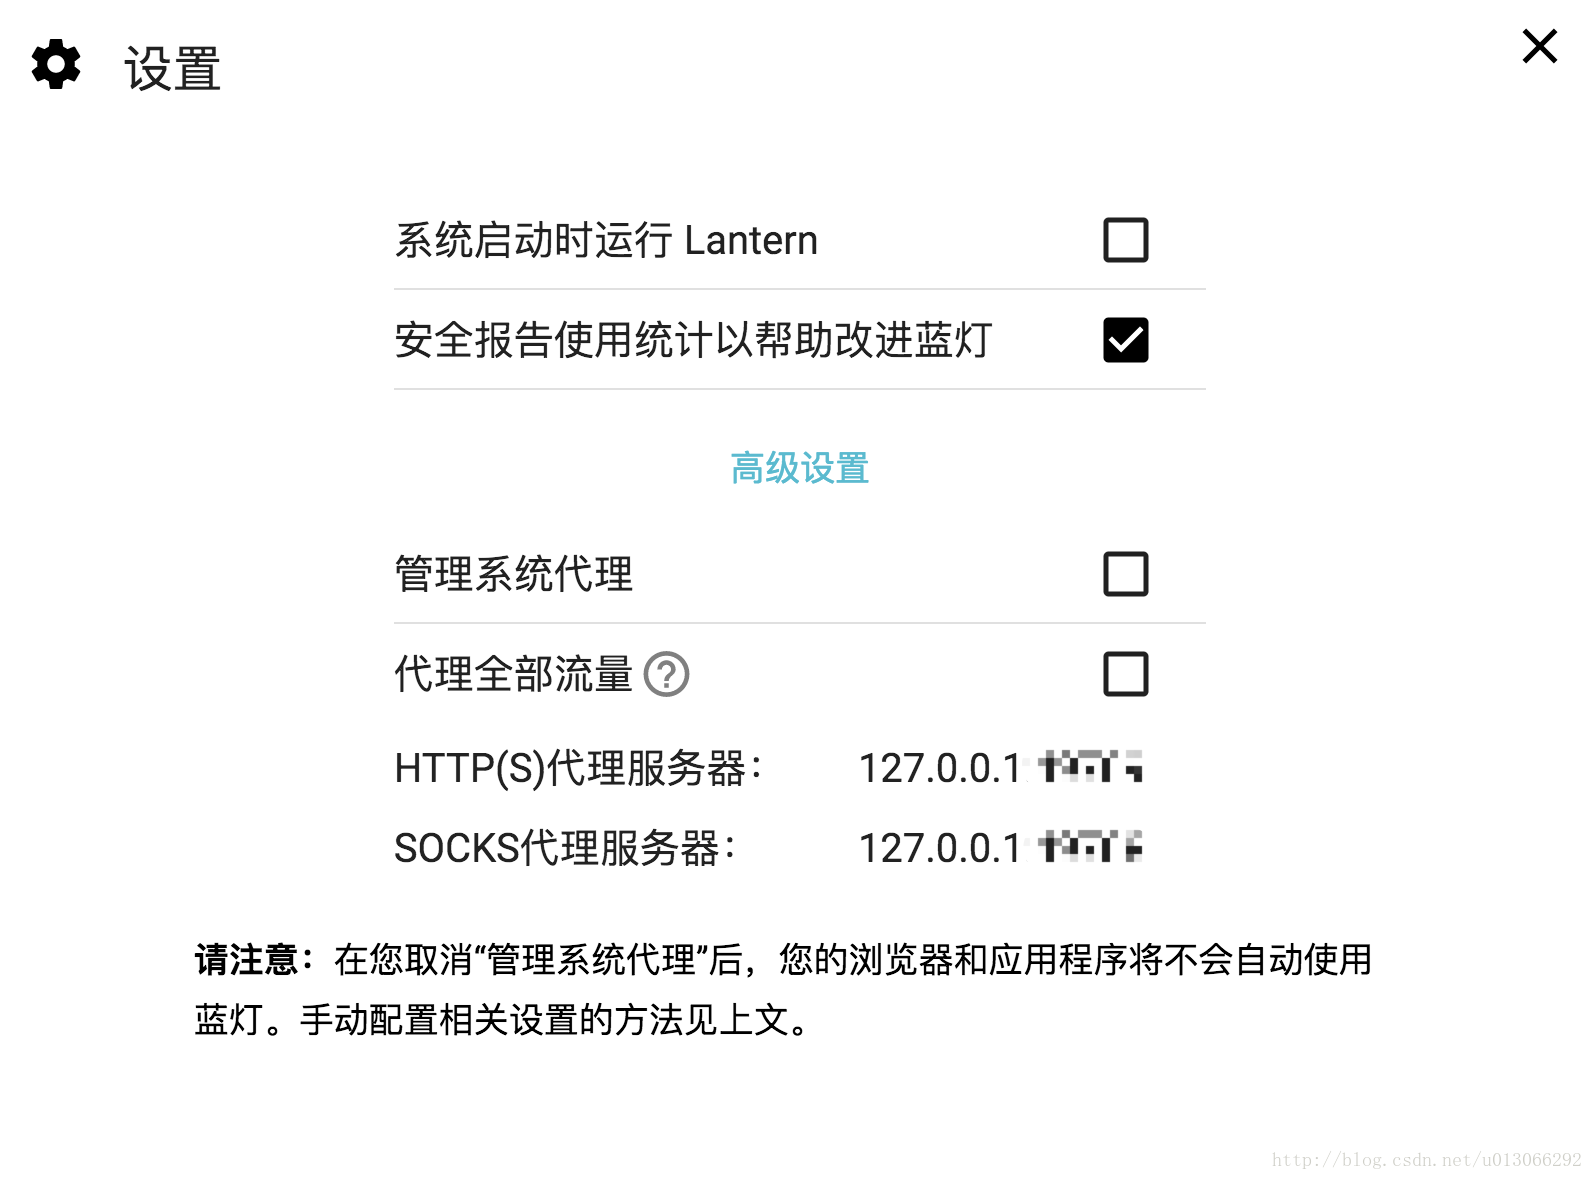 设置
系统启动时运行 Lantern
安全报告使用统计以帮助改进蓝灯
高级设置
管理系统代理
代理全部流量
HTTP(S)代理服务器： 127.0.0.1
SOCKS代理服务器： 127.0.0.1
请注意：在您取消“管理系统代理”后，您的浏览器和应用程序将不会自动使用
蓝灯。手动配置相关设置的方法见上文。
http://blog.csdn.net/u013066292